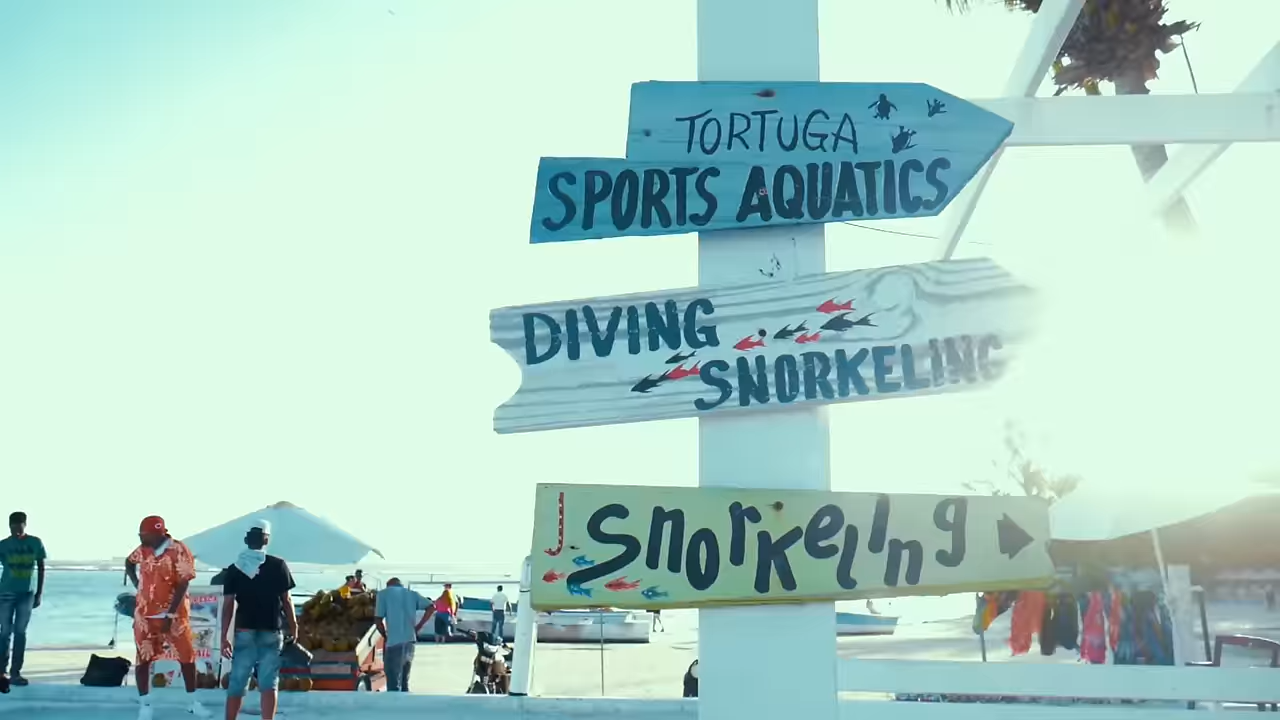 TORTUGA
SPORTS AQUATICS
DIVING
SNORKELING
J
Snorkeling